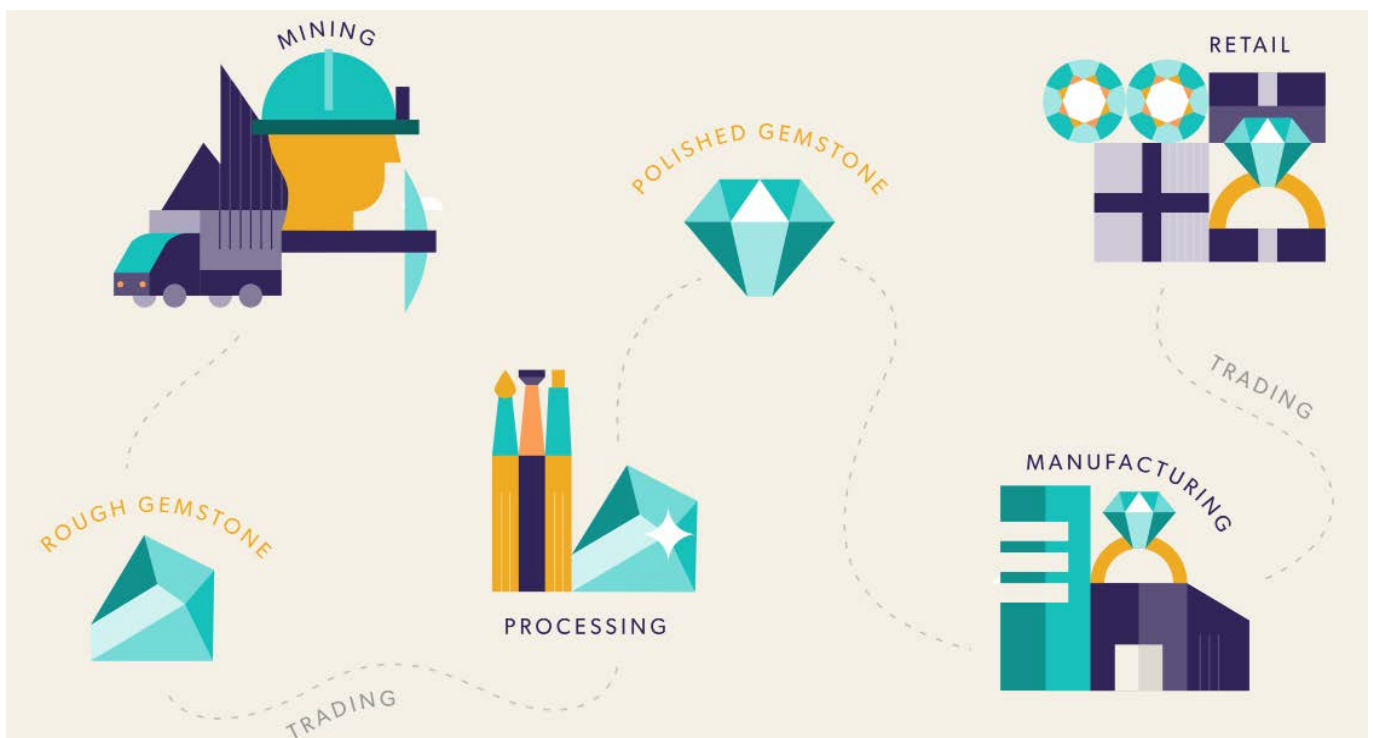 MINING
ROUGH GEMSTONE
TRADING
PROCESSING
POLISHED GEMSTONE
MANUFACTURING
TRADING
RETAIL